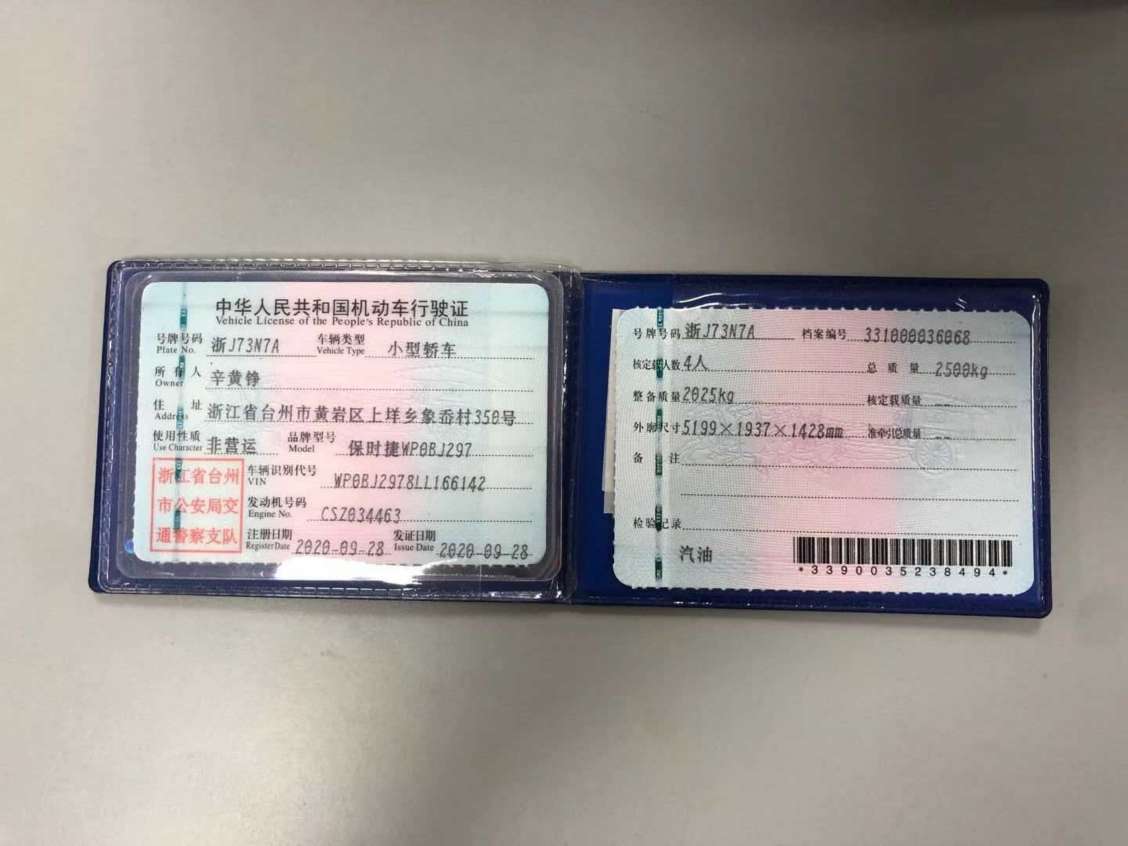 中华人民共和国机动车行驶证
Vehicle License of the People's Republic of China
号牌号码 浙J73N7A 车辆类型 小型轿车
Plate No. Vehicle Type
所有人 辛黄铮
Owner
住址 浙江省台州市黄岩区上垟乡象岙村350号
Address
使用性质 非营运 品牌型号 保时捷WP0BJ297
Use Character Model
浙江省台州
市公安局交
通警察支队
车辆识别代号 WP0BJ2978LL166142
VIN
发动机号码 CSZ034463
Engine No.
注册日期 2020-09-28 发证日期 2020-09-28
Register Date Issue Date
号牌号码 浙J73N7A 档案编号 331000036068
核定载人数 4人 总质量 2500kg
整备质量 2025kg 核定载质量 --
外廓尺寸 5199×1937×1428mm 准牵引总质量 --
备注
检验记录
汽油
*3390035238494*